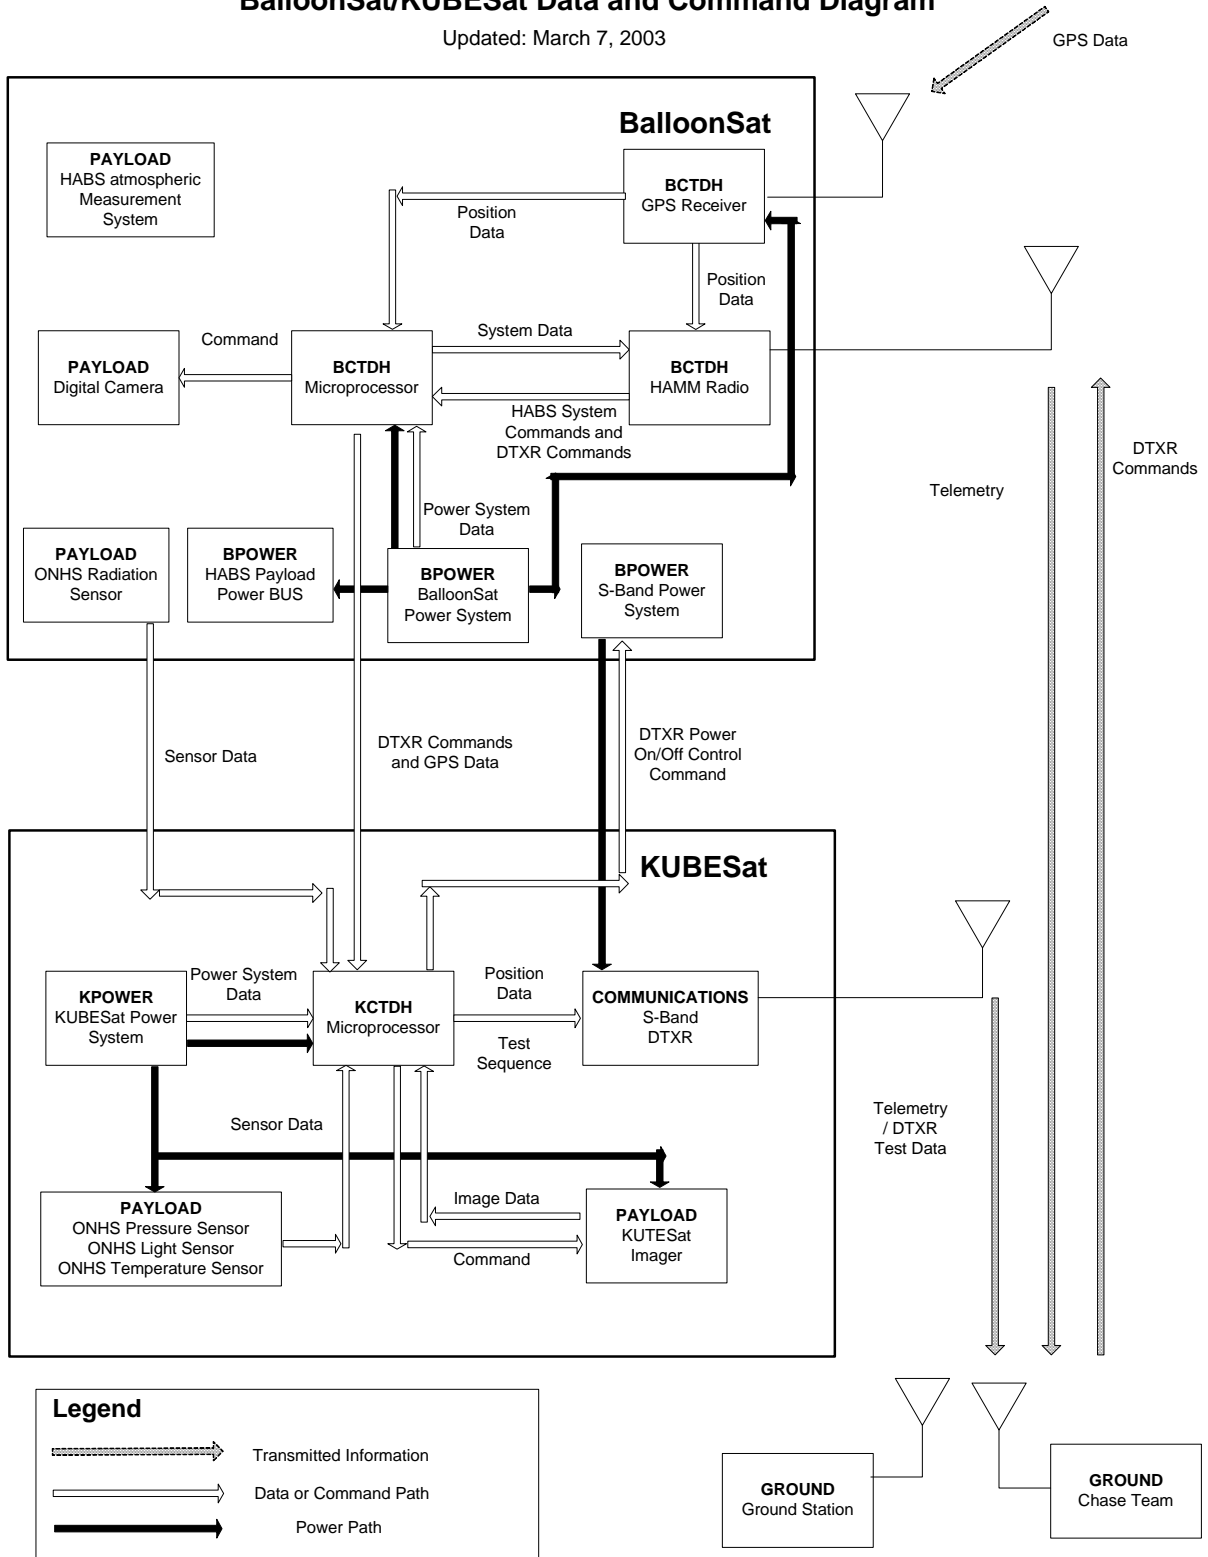 BalloonSat/KUBESat Data and Command Diagram
Updated: March 7, 2003
GPS Data
BalloonSat
PAYLOAD
HABS atmospheric
Measurement
System
BCTDH
GPS Receiver
Position
Data
Position
Data
Command
System Data
PAYLOAD
Digital Camera
BCTDH
Microprocessor
BCTDH
HAMM Radio
HABS System
Commands and
DTXR Commands
DTXR
Commands
Telemetry
Power System
Data
PAYLOAD
ONHS Radiation
Sensor
BPOWER
HABS Payload
Power BUS
BPOWER
BalloonSat
Power System
BPOWER
S-Band Power
System
Sensor Data
DTXR Commands
and GPS Data
DTXR Power
On/Off Control
Command
KUBESat
Power System
Data
Position
Data
KPOWER
KUBESat Power
System
KCTDH
Microprocessor
COMMUNICATIONS
S-Band
DTXR
Test
Sequence
Sensor Data
Telemetry
/ DTXR
Test Data
PAYLOAD
ONHS Pressure Sensor
ONHS Light Sensor
ONHS Temperature Sensor
Image Data
Command
PAYLOAD
KUTESat
Imager
Legend
Transmitted Information
Data or Command Path
Power Path
GROUND
Ground Station
GROUND
Chase Team